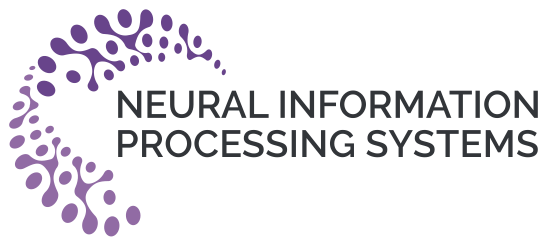 NEURAL INFORMATION
PROCESSING SYSTEMS